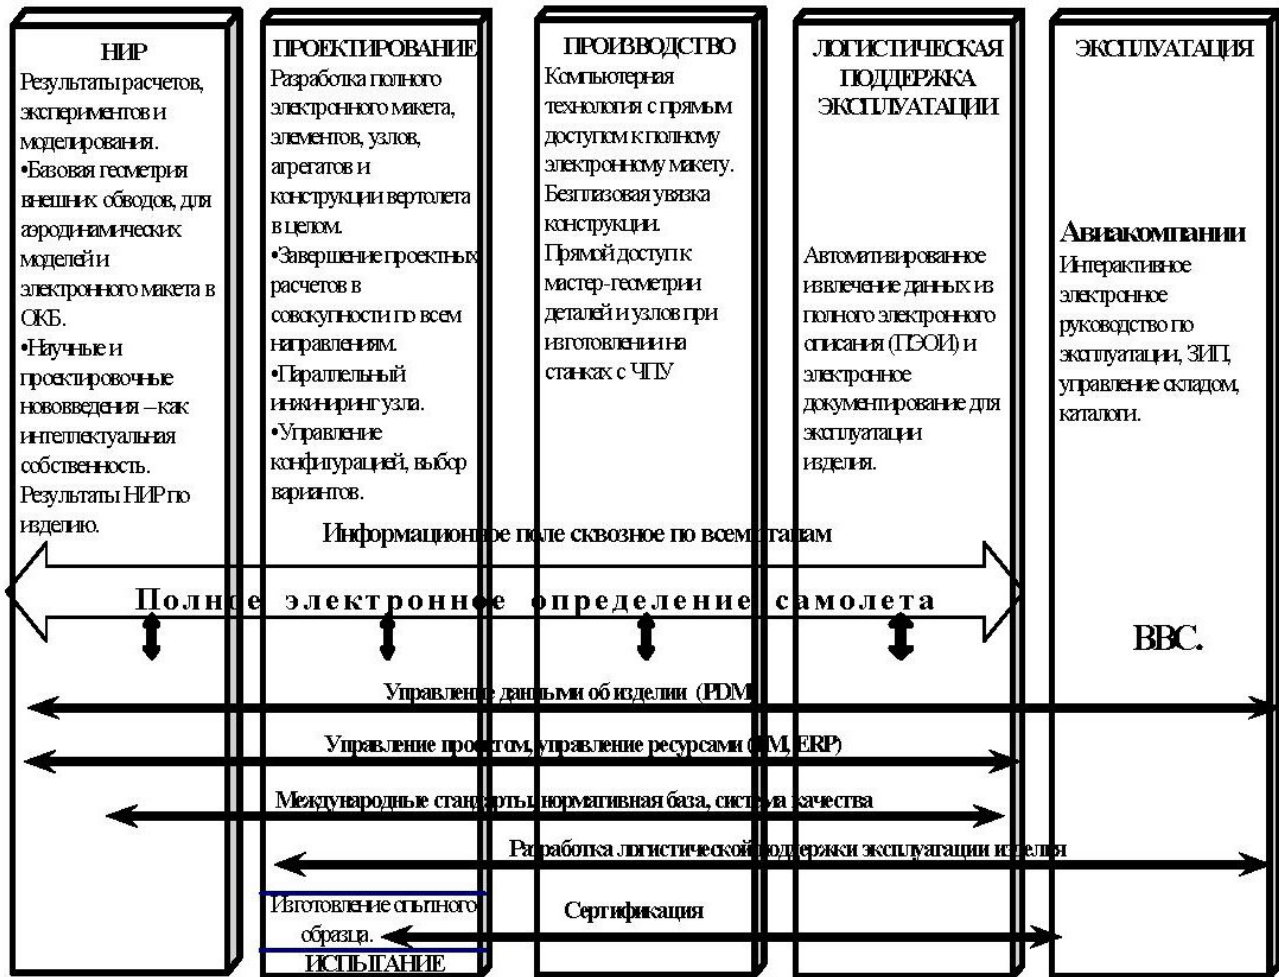 НИР
Результаты расчетов,
экспериментов и
моделирования.
•Базовая геометрия
внешних обводов, для
аэродинамических
моделей и
электронного макета в
ОКБ.
•Научные и
проектировочные
нововведения – как
интеллектуальная
собственность.
Результаты НИР по
изделию.
ПРОЕКТИРОВАНИЕ
Разработка полного
электронного макета,
элементов, узлов,
агрегатов и
конструкции вертолета
в целом.
•Завершение проектных
расчетов в
совокупности по всем
направлениям.
•Параллельный
инжиниринг узла.
•Управление
конфигурацией, выбор
вариантов.
ПРОИЗВОДСТВО
Компьютерная
технология с прямым
доступом к полному
электронному макету.
Безплазовая увязка
конструкции.
Прямой доступ к
мастер-геометрии
деталей и узлов при
изготовлении на
станках с ЧПУ
ЛОГИСТИЧЕСКАЯ
ПОДДЕРЖКА
ЭКСПЛУАТАЦИИ
Автомативированное
извлечение данных из
полного электронного
описания (ПЭОИ) и
электронное
документирование для
эксплуатации
изделия.
ЭКСПЛУАТАЦИЯ
Авиакомпании
Интерактивное
электронное
руководство по
эксплуатации, ЗИП,
управление складом,
каталоги.
ВВС.
Информационное поле сквозное по всем этапам
Полное электронное определение самолета
Управление данными об изделии (PDM)
Управление проектом, управление ресурсами (PM, ERP)
Международные стандарты, нормативная база, система качества
Разработка логистической поддержки эксплуатации изделия
Изготовление опытного
образца.
Сертификация
ИСПЫТАНИЕ